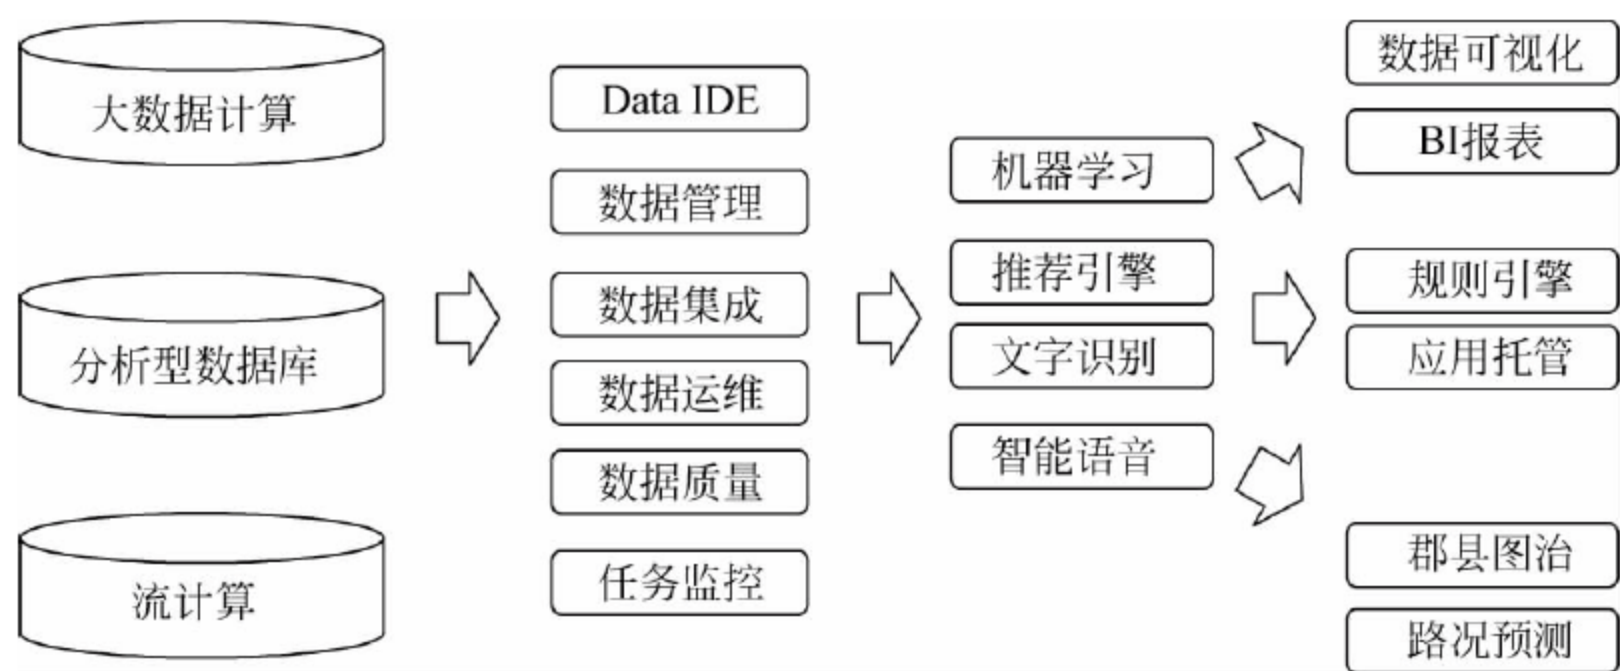 大数据计算
分析型数据库
流计算
Data IDE
数据管理
数据集成
数据运维
数据质量
任务监控
机器学习
推荐引擎
文字识别
智能语音
数据可视化
BI报表
规则引擎
应用托管
郡县图治
路况预测